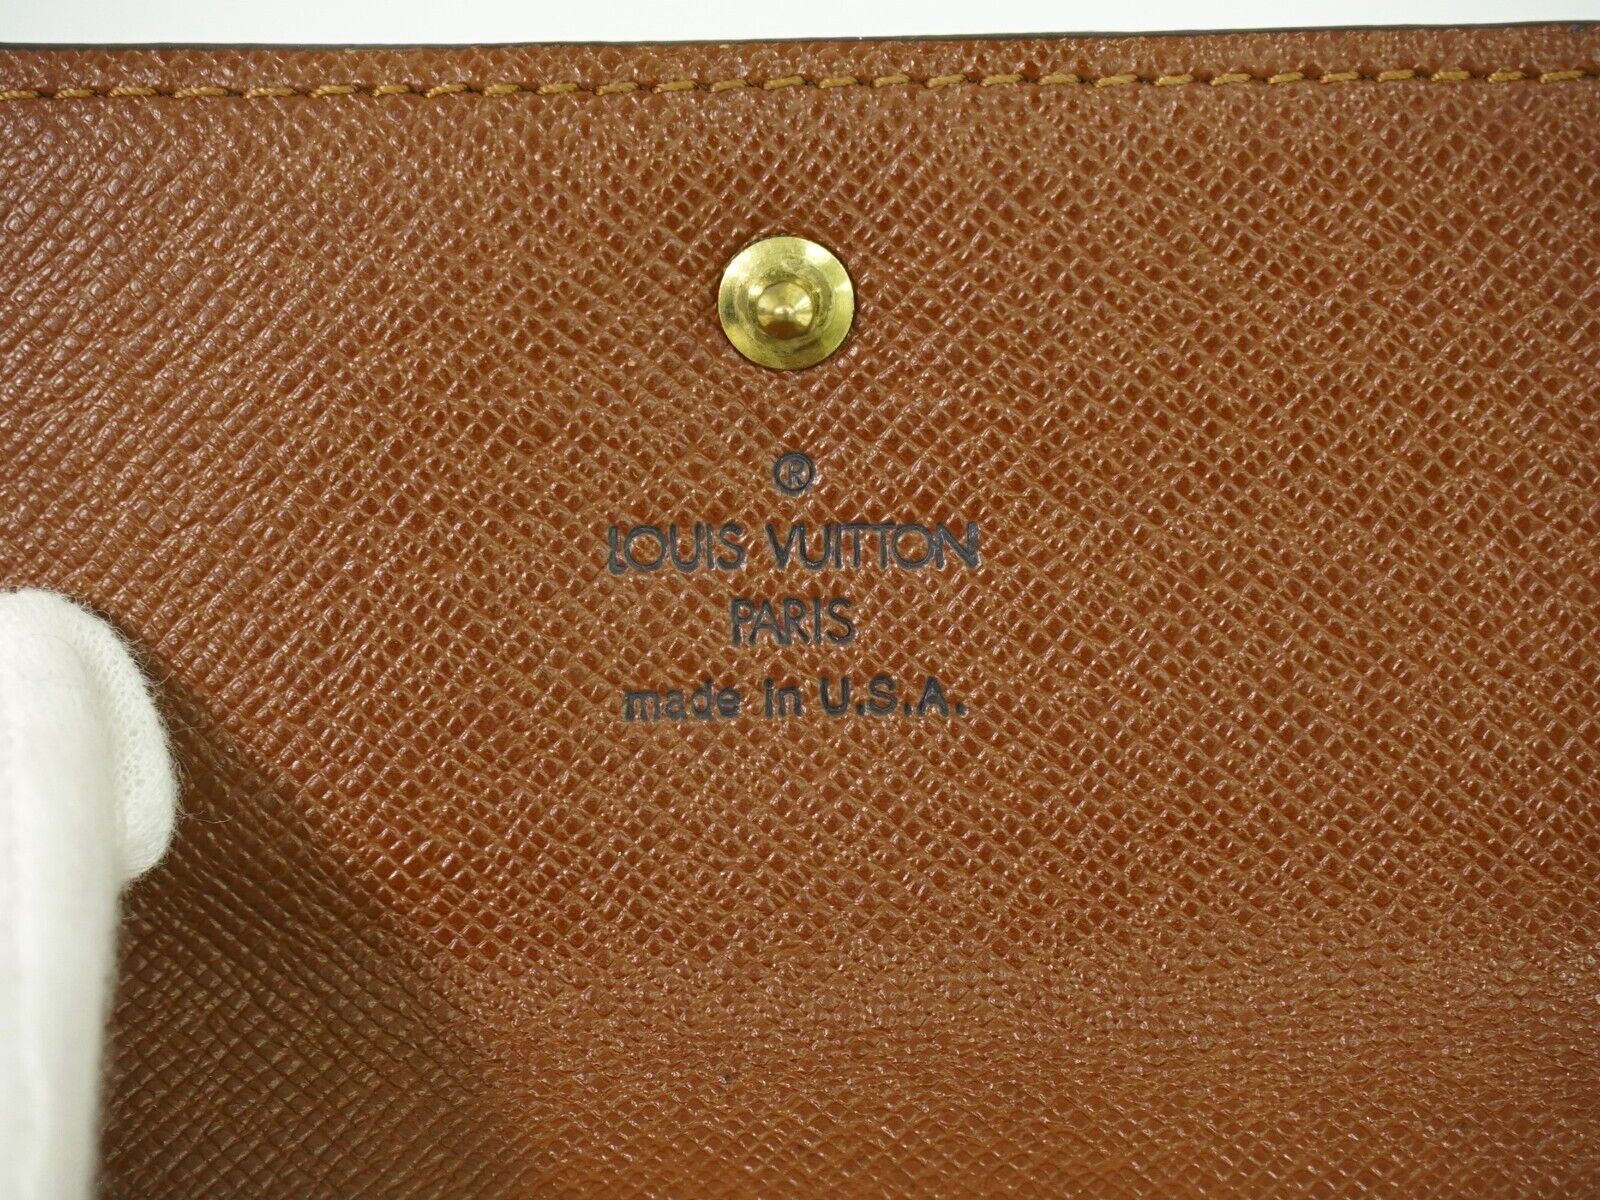 ®
LOUIS VUITTON
PARIS
made in U.S.A.